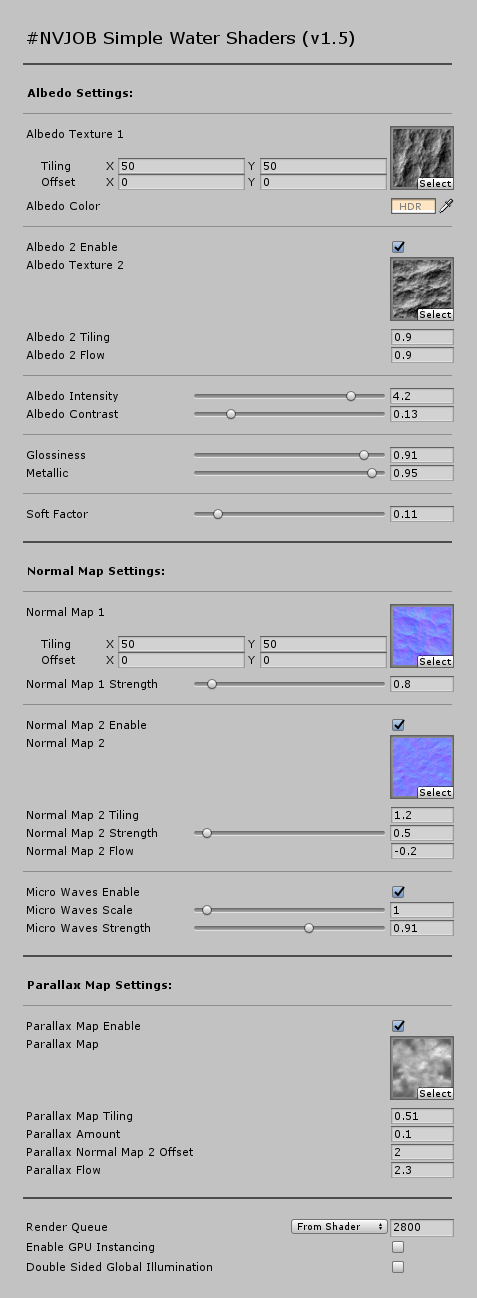 #NVJOB Simple Water Shaders (v1.5)
Albedo Settings:
Albedo Texture 1
Tiling X 50 Y 50
Offset X 0 Y 0
Select
Albedo Color HDR
Albedo 2 Enable
Albedo Texture 2
Select
Albedo 2 Tiling 0.9
Albedo 2 Flow 0.9
Albedo Intensity 4.2
Albedo Contrast 0.13
Glossiness 0.91
Metallic 0.95
Soft Factor 0.11
Normal Map Settings:
Normal Map 1
Tiling X 50 Y 50
Offset X 0 Y 0
Select
Normal Map 1 Strength 0.8
Normal Map 2 Enable
Normal Map 2
Select
Normal Map 2 Tiling 1.2
Normal Map 2 Strength 0.5
Normal Map 2 Flow -0.2
Micro Waves Enable
Micro Waves Scale 1
Micro Waves Strength 0.91
Parallax Map Settings:
Parallax Map Enable
Parallax Map
Select
Parallax Map Tiling 0.51
Parallax Amount 0.1
Parallax Normal Map 2 Offset 2
Parallax Flow 2.3
Render Queue From Shader 2800
Enable GPU Instancing
Double Sided Global Illumination